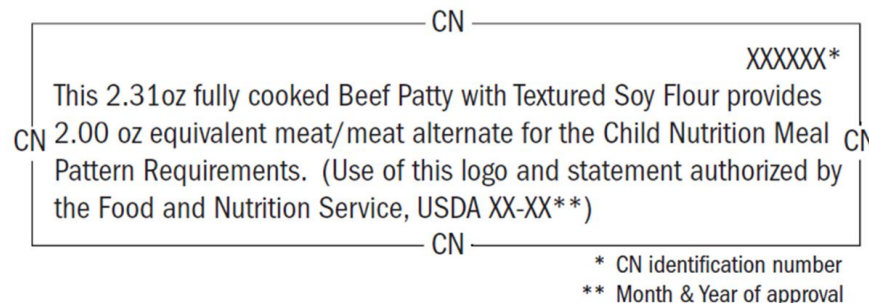 CN
XXXXXX*
This 2.31oz fully cooked Beef Patty with Textured Soy Flour provides
CN 2.00 oz equivalent meat/meat alternate for the Child Nutrition Meal CN
Pattern Requirements. (Use of this logo and statement authorized by
the Food and Nutrition Service, USDA XX-XX**)
CN
* CN identification number
** Month & Year of approval